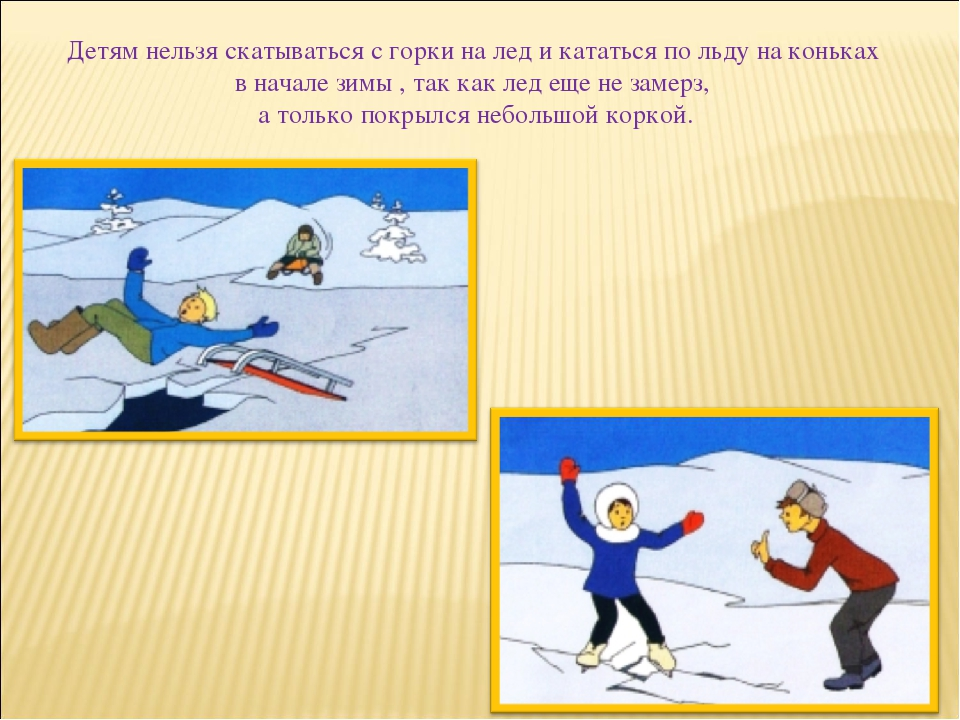 Детям нельзя скатываться с горки на лед и кататься по льду на коньках
в начале зимы , так как лед еще не замерз,
а только покрылся небольшой коркой.